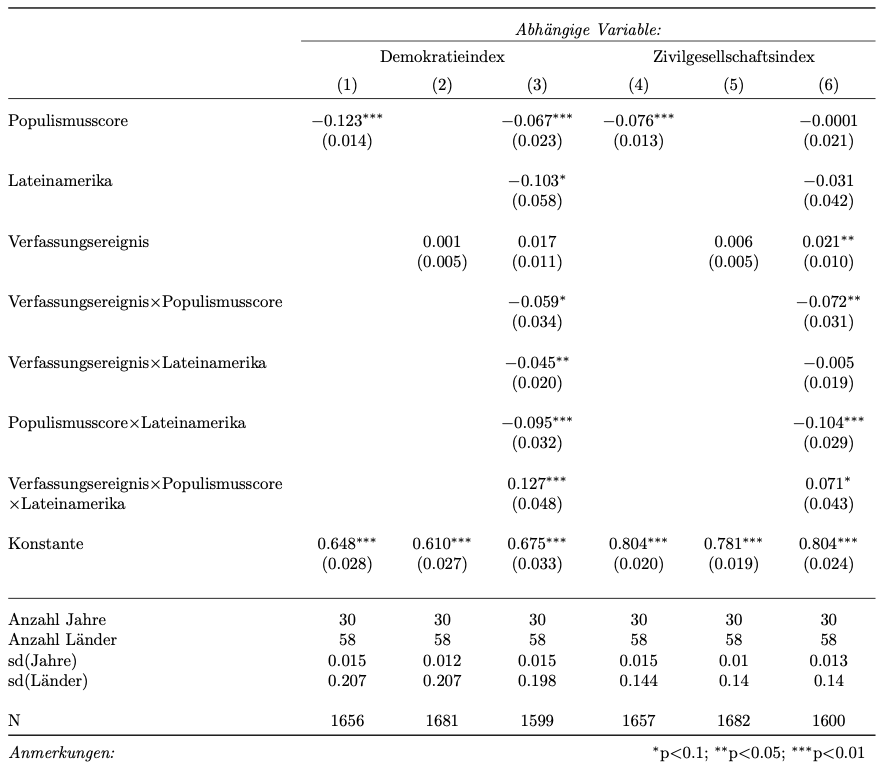 Abhängige Variable:
Demokratieindex Zivilgesellschaftsindex
(1) (2) (3) (4) (5) (6)
Populismusscore −0.123*** −0.067*** −0.076*** −0.0001
(0.014) (0.023) (0.013) (0.021)
Lateinamerika −0.103* −0.031
(0.058) (0.042)
Verfassungsereignis 0.001 0.017 0.006 0.021**
(0.005) (0.011) (0.005) (0.010)
Verfassungsereignis×Populismusscore −0.059* −0.072**
(0.034) (0.031)
Verfassungsereignis×Lateinamerika −0.045** −0.005
(0.020) (0.019)
Populismusscore×Lateinamerika −0.095*** −0.104***
(0.032) (0.029)
Verfassungsereignis×Populismusscore 0.127*** 0.071*
×Lateinamerika (0.048) (0.043)
Konstante 0.648*** 0.610*** 0.675*** 0.804*** 0.781*** 0.804***
(0.028) (0.027) (0.033) (0.020) (0.019) (0.024)
Anzahl Jahre 30 30 30 30 30 30
Anzahl Länder 58 58 58 58 58 58
sd(Jahre) 0.015 0.012 0.015 0.015 0.01 0.013
sd(Länder) 0.207 0.207 0.198 0.144 0.14 0.14
N 1656 1681 1599 1657 1682 1600
Anmerkungen: *p<0.1; **p<0.05; ***p<0.01